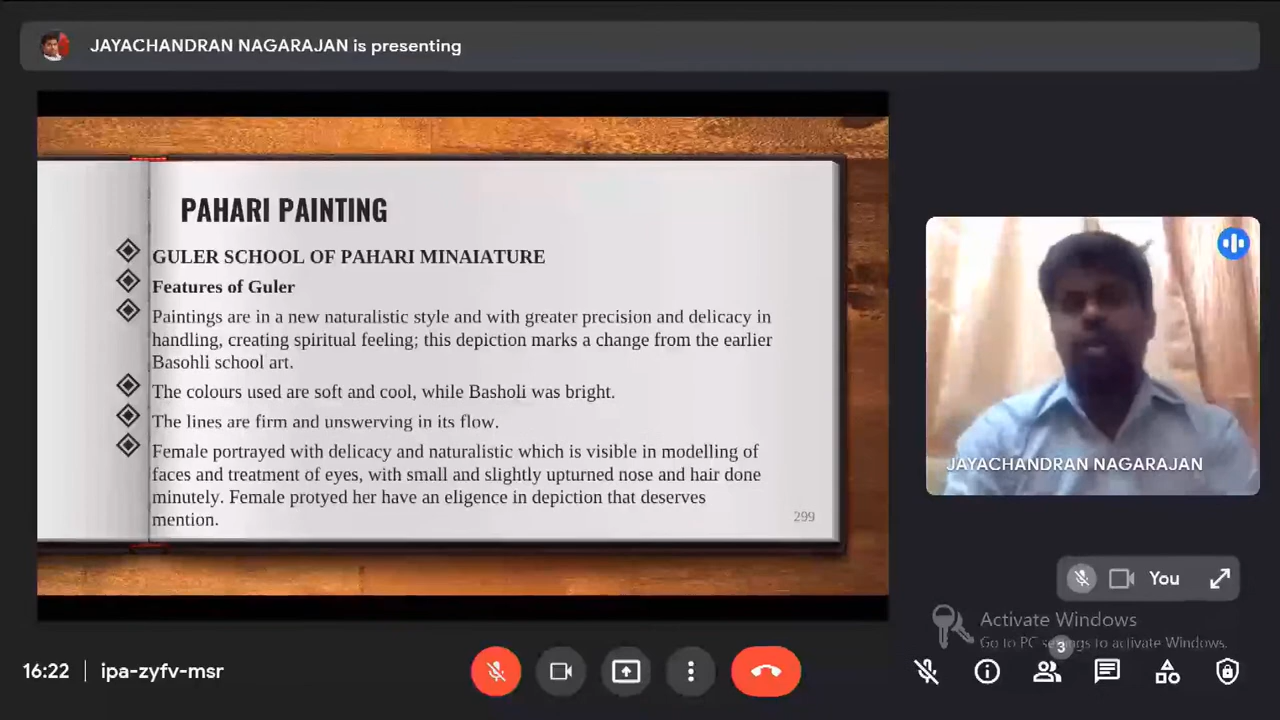 JAYACHANDRAN NAGARAJAN is presenting
PAHARI PAINTING
GULER SCHOOL OF PAHARI MINAIATURE
Features of Guler
Paintings are in a new naturalistic style and with greater precision and delicacy in
handling, creating spiritual feeling; this depiction marks a change from the earlier
Basohli school art.
The colours used are soft and cool, while Basholi was bright.
The lines are firm and unswerving in its flow.
Female portrayed with delicacy and naturalistic which is visible in modelling of
faces and treatment of eyes, with small and slightly upturned nose and hair done
minutely. Female protyed her have an eligence in depiction that deserves
mention.
299
JAYACHANDRAN NAGARAJAN
You
Activate Windows
Go to PC settings to activate Windows.
3
16:22
ipa-zyfv-msr